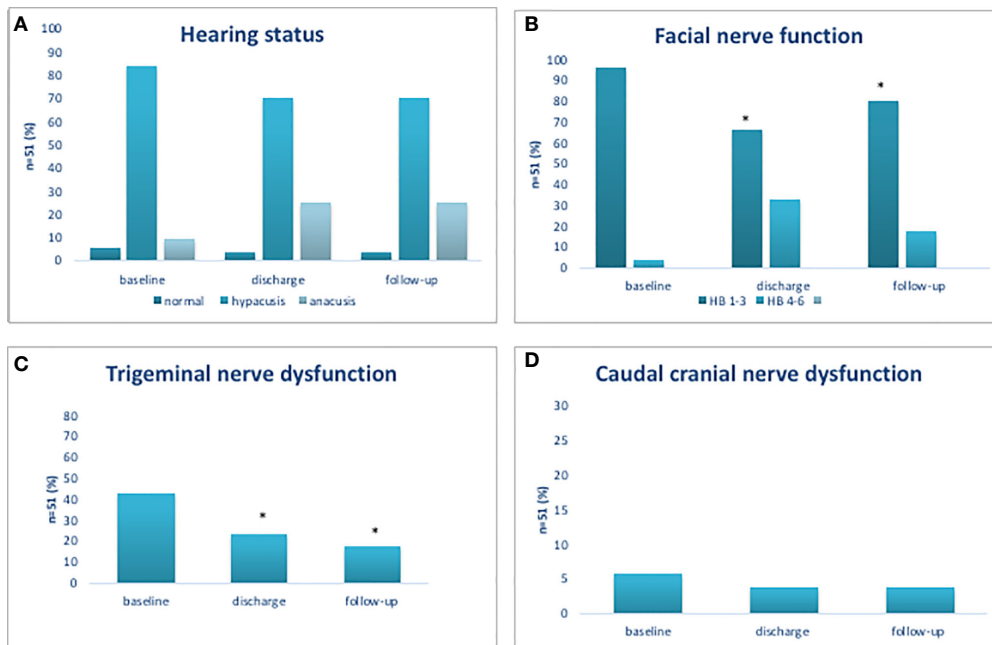 A
Hearing status
100
90
80
70
60
50
40
30
20
10
0
n=51 (%)
baseline discharge follow-up
normal hypacusis anacusis
B
Facial nerve function
100
90
80
70
60
50
40
30
20
10
0
n=51 (%)
*
*
baseline discharge follow-up
HB 1-3 HB 4-6
C
Trigeminal nerve dysfunction
80
70
60
50
40
30
20
10
0
n=51 (%)
*
*
baseline discharge follow-up
D
Caudal cranial nerve dysfunction
30
25
20
15
10
5
0
n=51 (%)
baseline discharge follow-up